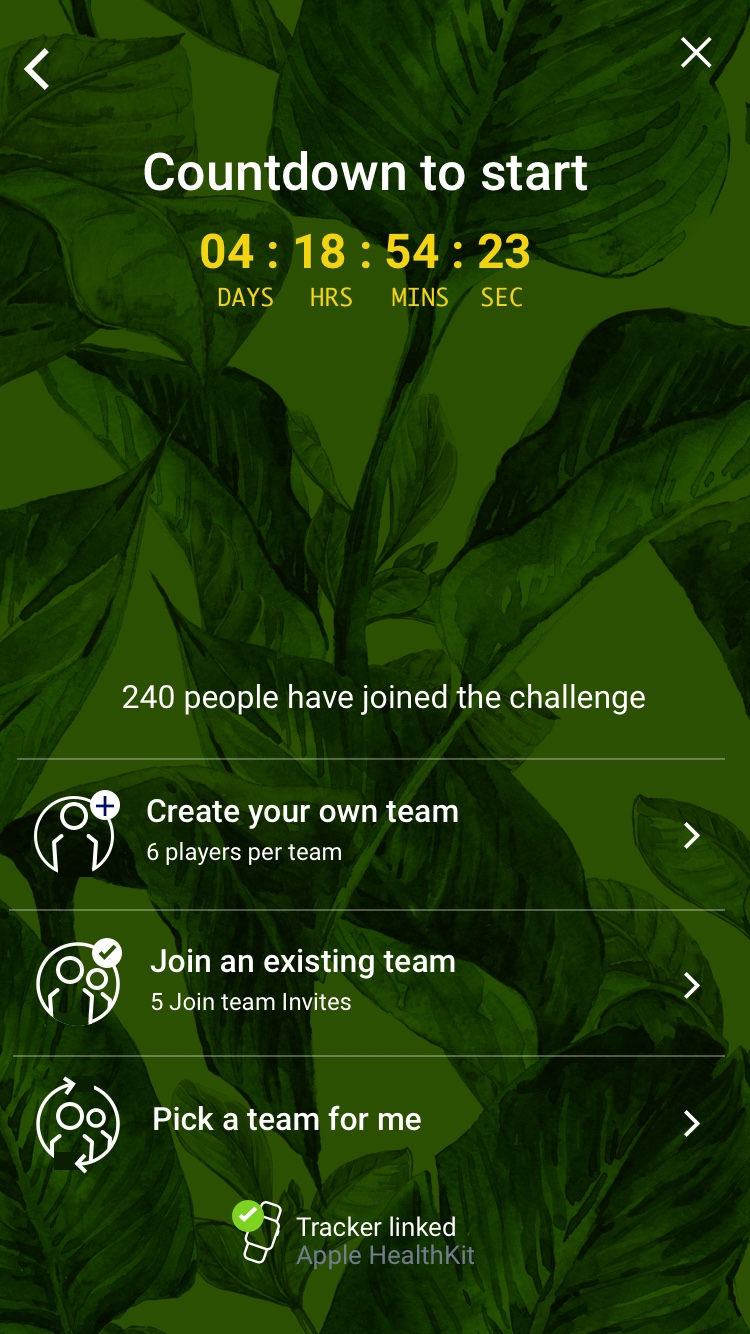 Countdown to start
04 : 18 : 54 : 23
DAYS HRS MINS SEC
240 people have joined the challenge
Create your own team
6 players per team
Join an existing team
5 Join team Invites
Pick a team for me
Tracker linked
Apple HealthKit